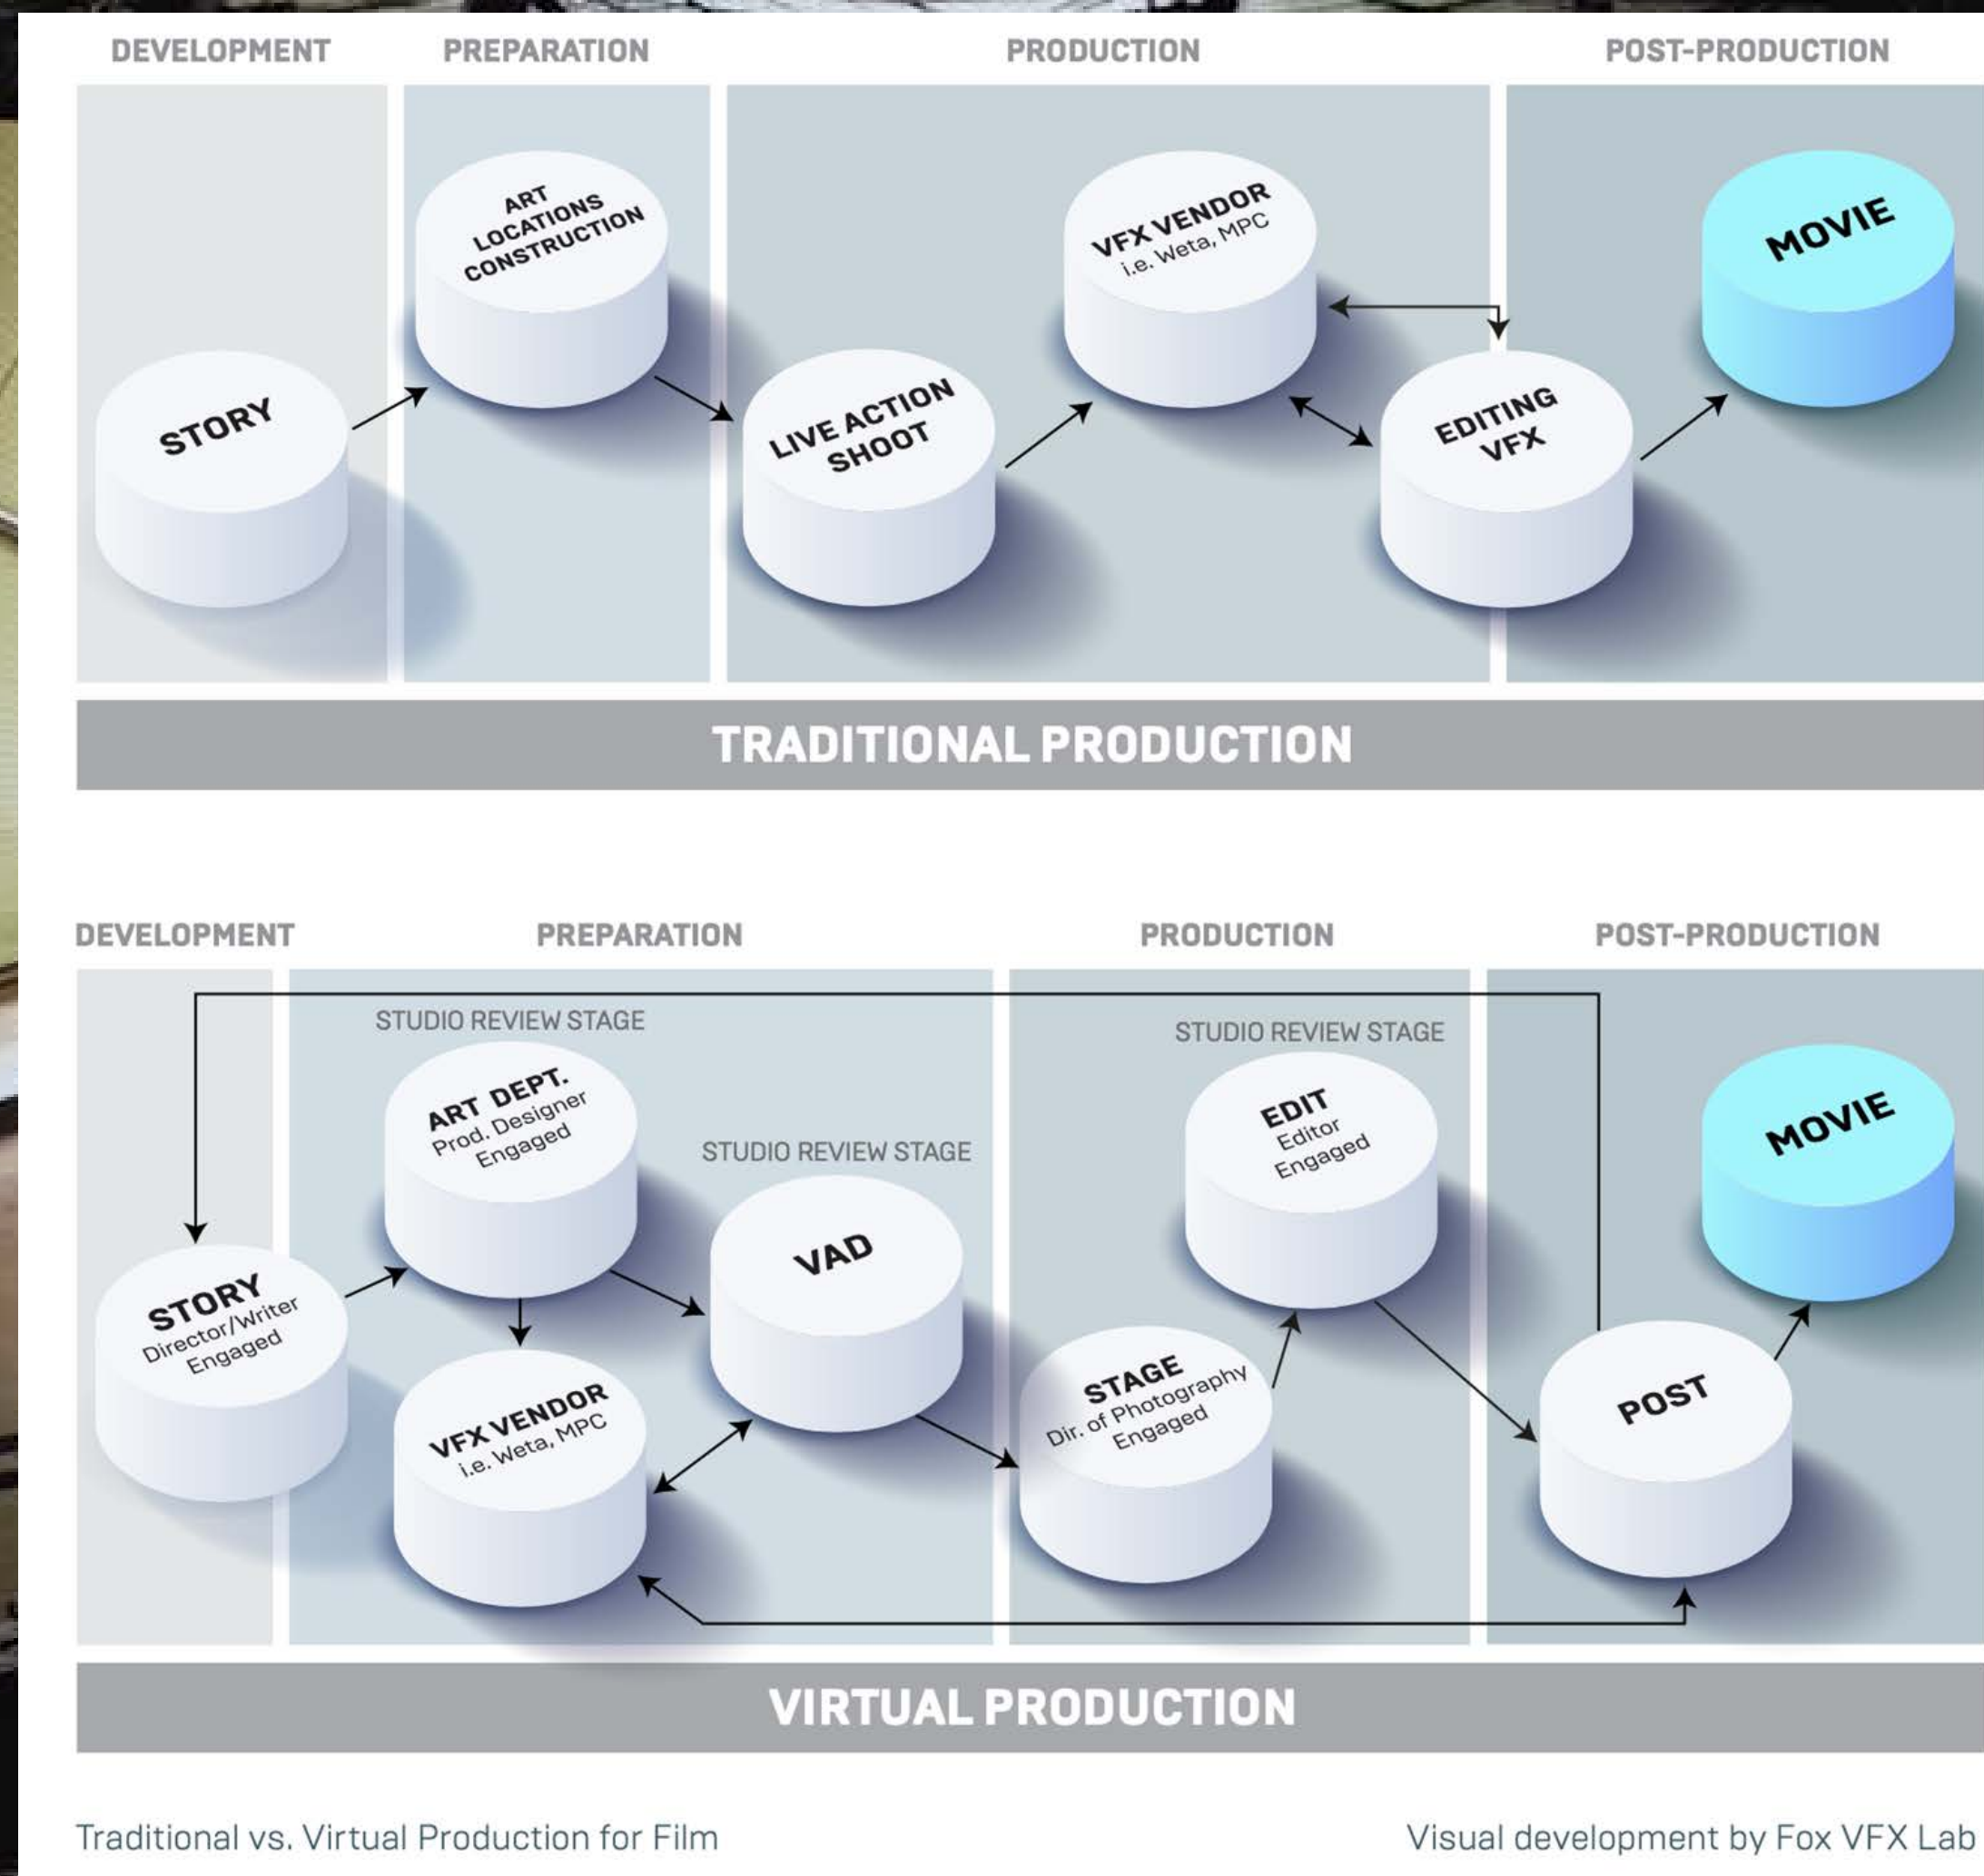 DEVELOPMENT
PREPARATION
PRODUCTION
POST-PRODUCTION
STORY
ART
LOCATIONS
CONSTRUCTION
LIVE ACTION
SHOOT
VFX VENDOR
i.e. Weta, MPC
EDITING
VFX
MOVIE
TRADITIONAL PRODUCTION
DEVELOPMENT
PREPARATION
PRODUCTION
POST-PRODUCTION
STORY
Director/Writer
Engaged
STUDIO REVIEW STAGE
ART DEPT.
Prod. Designer
Engaged
VFX VENDOR
i.e. Weta, MPC
STUDIO REVIEW STAGE
VAD
STAGE
Dir. of Photography
Engaged
STUDIO REVIEW STAGE
EDIT
Editor
Engaged
POST
MOVIE
VIRTUAL PRODUCTION
Traditional vs. Virtual Production for Film
Visual development by Fox VFX Lab